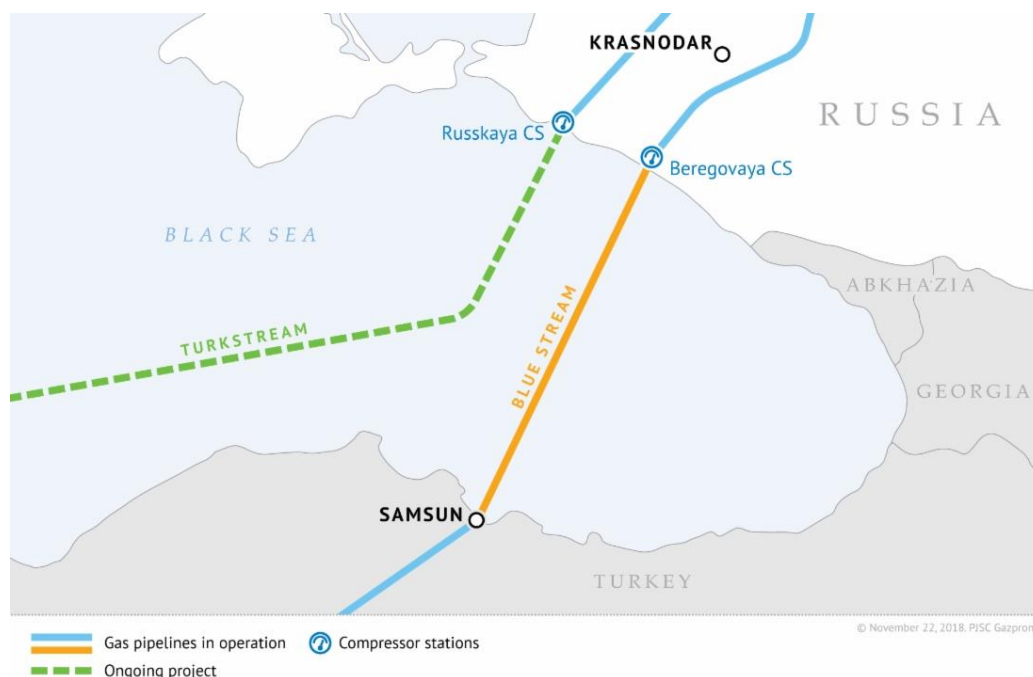 KRASNODAR
RUSSIA
Russkaya CS
Beregovaya CS
BLACK SEA
ABKHAZIA
TURKSTREAM
BLUE STREAM
GEORGIA
SAMSUN
TURKEY
© November 22, 2018. PJSC Gazprom
Gas pipelines in operation
Compressor stations
Ongoing project